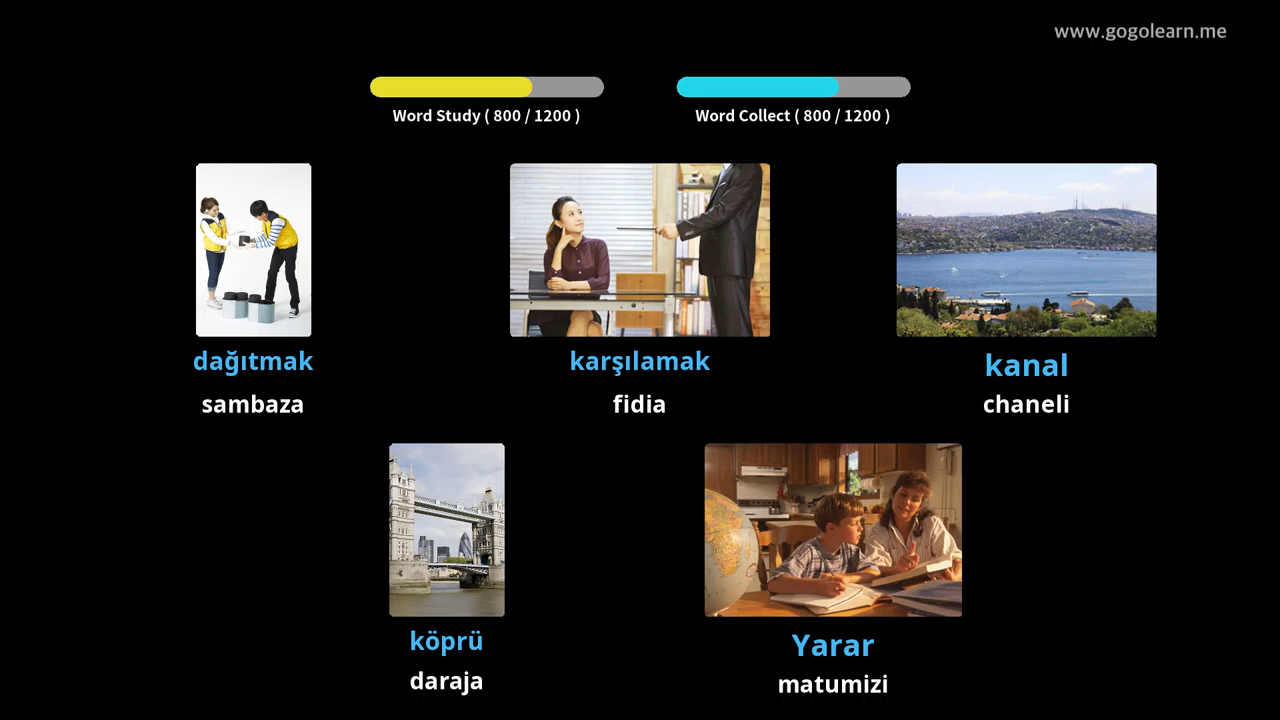 www.gogolearn.me
Word Study ( 800 / 1200 )
Word Collect ( 800 / 1200 )
dağıtmak
sambaza
karşılamak
fidia
kanal
chaneli
köprü
daraja
Yarar
matumizi